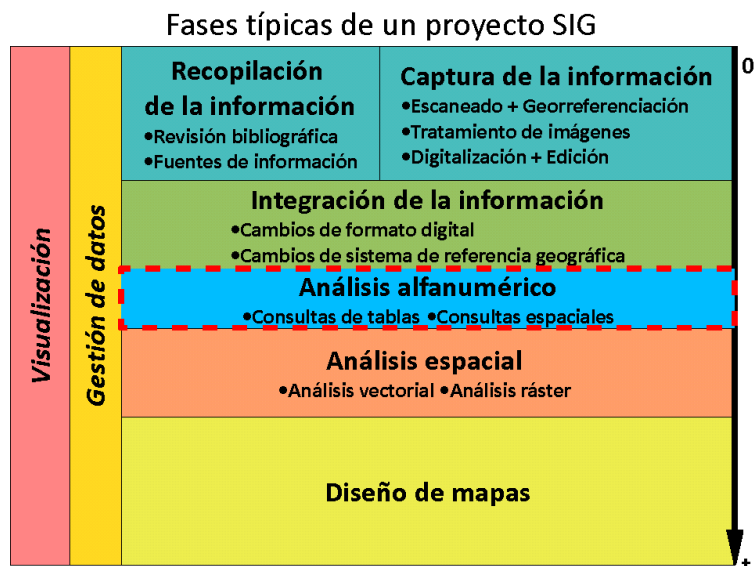 Fases típicas de un proyecto SIG
Visualización
Gestión de datos
Recopilación
de la información
•Revisión bibliográfica
•Fuentes de información
Captura de la información
•Escaneado + Georreferenciación
•Tratamiento de imágenes
•Digitalización + Edición
0
Integración de la información
•Cambios de formato digital
•Cambios de sistema de referencia geográfica
Análisis alfanumérico
•Consultas de tablas •Consultas espaciales
Análisis espacial
•Análisis vectorial •Análisis ráster
Diseño de mapas
t